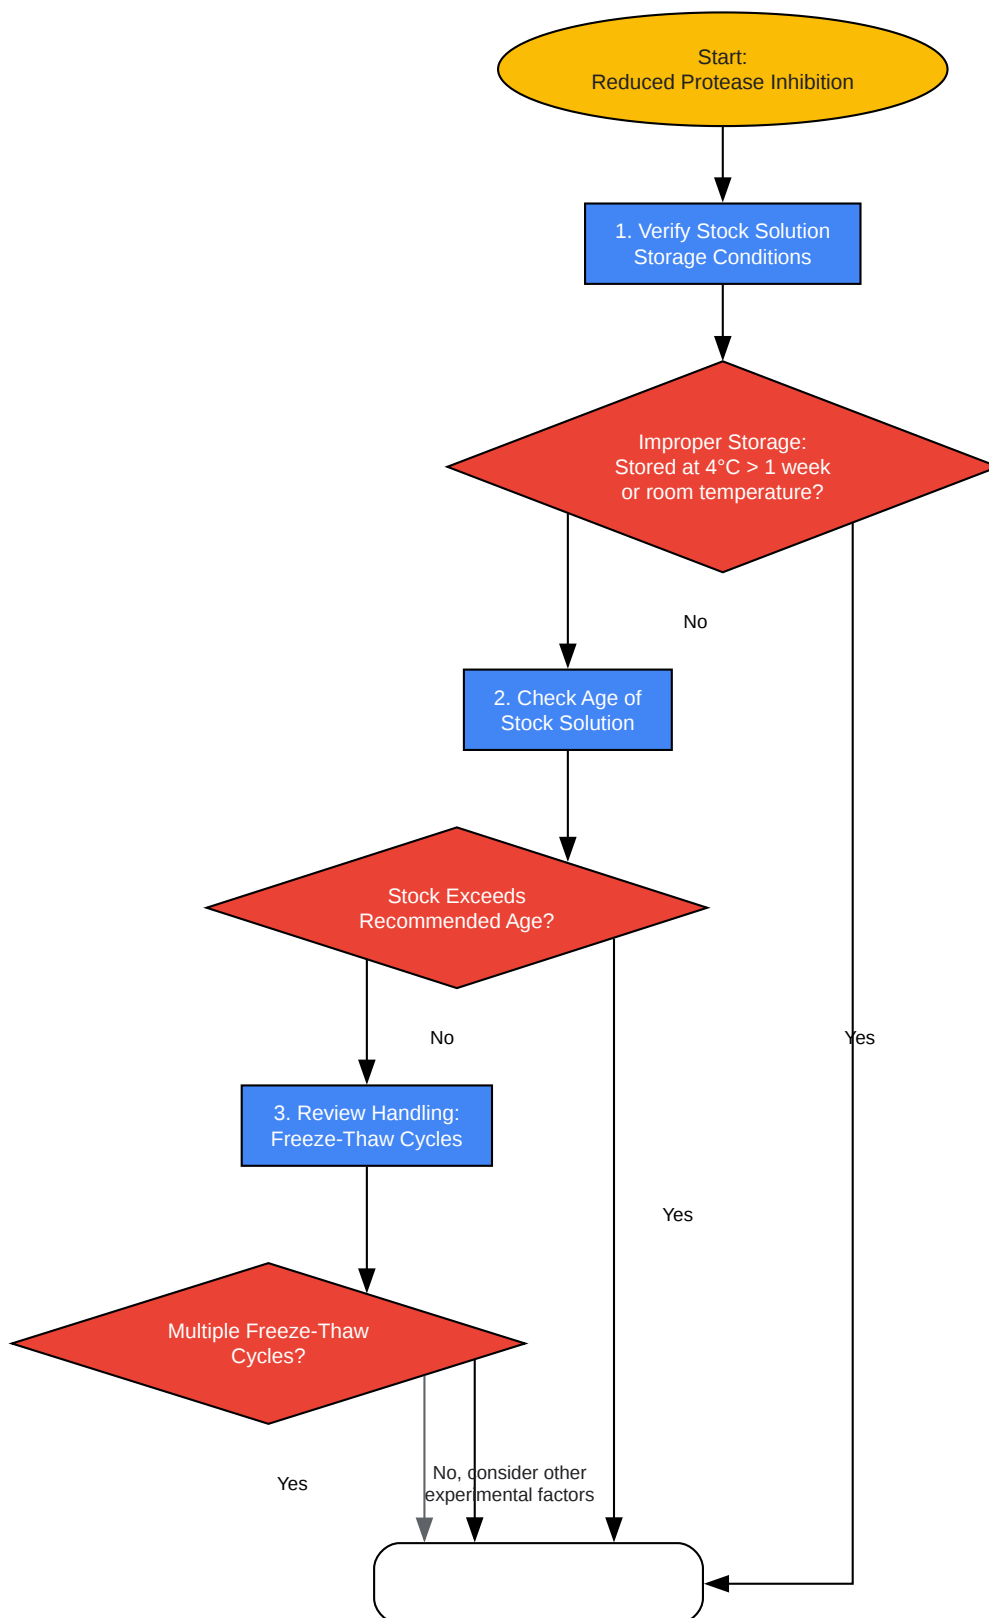 Start:
Reduced Protease Inhibition
1. Verify Stock Solution
Storage Conditions
Improper Storage:
Stored at 4°C > 1 week
or room temperature?
No
2. Check Age of
Stock Solution
Stock Exceeds
Recommended Age?
No
Yes
3. Review Handling:
Freeze-Thaw Cycles
Yes
Multiple Freeze-Thaw
Cycles?
Yes
No, consider other
experimental factors